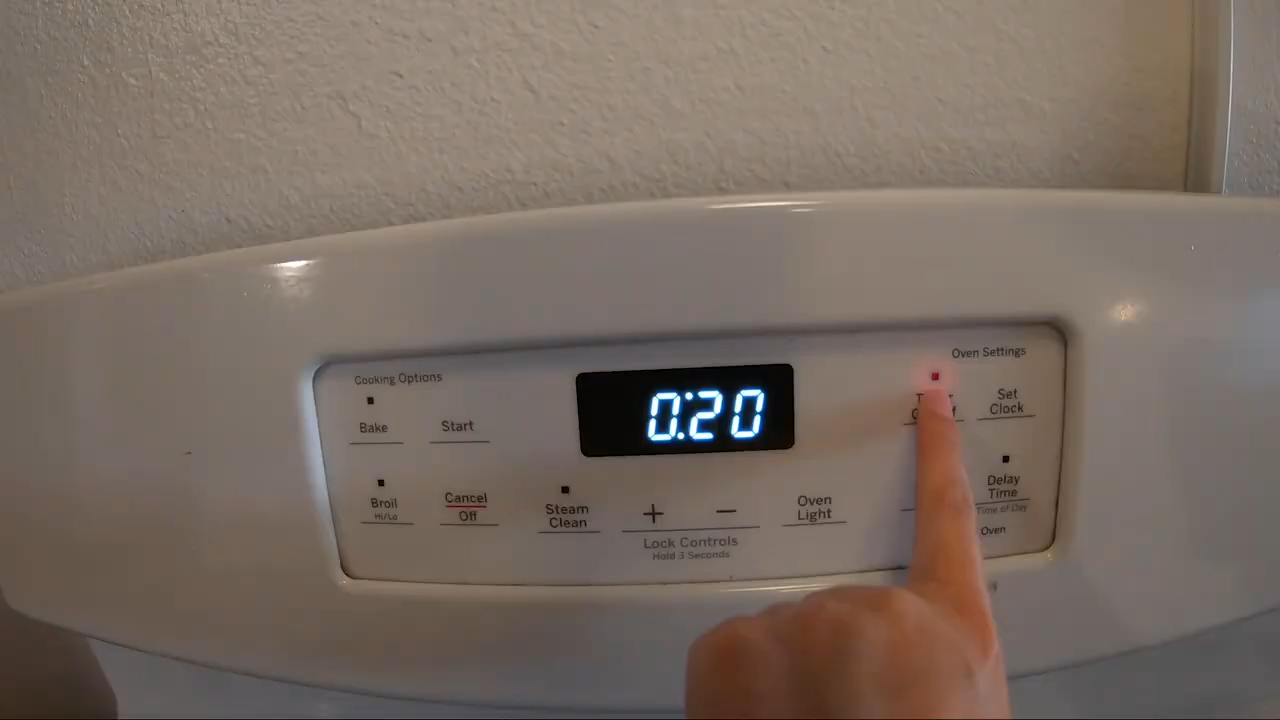 Cooking Options
Bake
Start
Broil
Hi/Lo
Cancel
Off
Steam
Clean
0:20
+ −
Lock Controls
Hold 3 Seconds
Oven
Light
Oven Settings
Set
Clock
Delay
Time
Time of Day
Oven